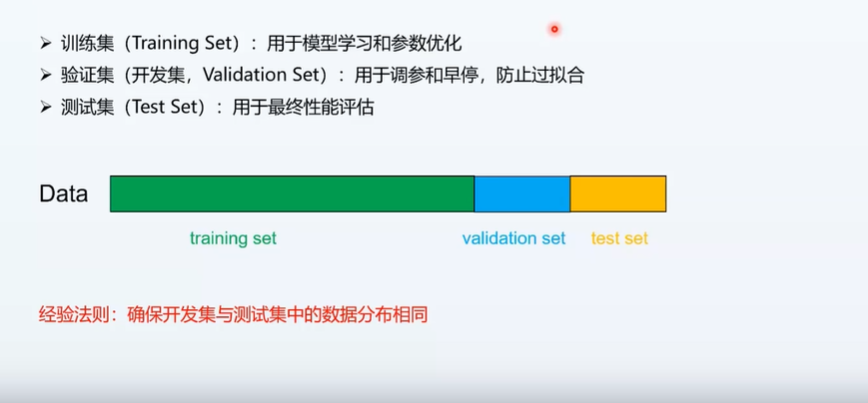 ➢ 训练集（Training Set）：用于模型学习和参数优化
➢ 验证集（开发集，Validation Set）：用于调参和早停，防止过拟合
➢ 测试集（Test Set）：用于最终性能评估
Data
training set validation set test set
经验法则：确保开发集与测试集中的数据分布相同